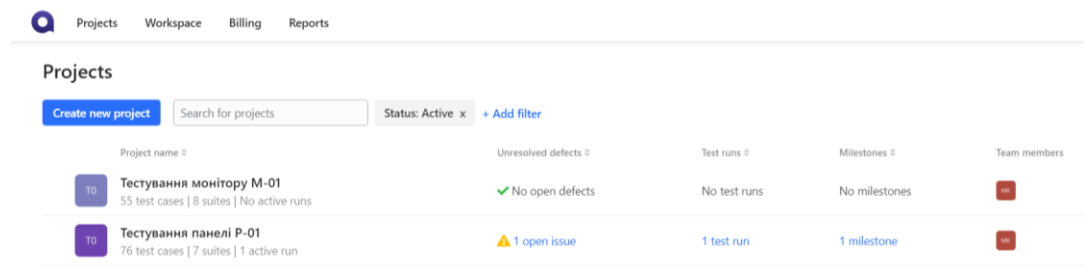 Projects Workspace Billing Reports
Projects
Create new project Search for projects Status: Active x + Add filter
Project name Unresolved defects Test runs Milestones Team members
TO Тестування монітору М-01 No open defects No test runs No milestones MK
55 test cases | 8 suites | No active runs
TO Тестування панелі Р-01 1 open issue 1 test run 1 milestone MK
76 test cases | 7 suites | 1 active run